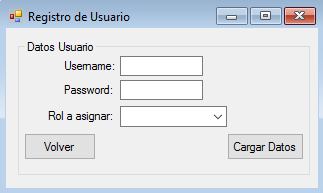 Registro de Usuario
Datos Usuario
Username:
Password:
Rol a asignar:
Volver Cargar Datos